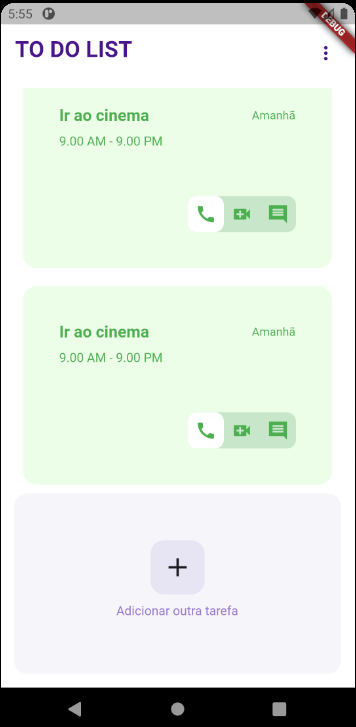 5:55
DEBUG
TO DO LIST
Ir ao cinema
Amanhã
9.00 AM - 9.00 PM
Ir ao cinema
Amanhã
9.00 AM - 9.00 PM
Adicionar outra tarefa